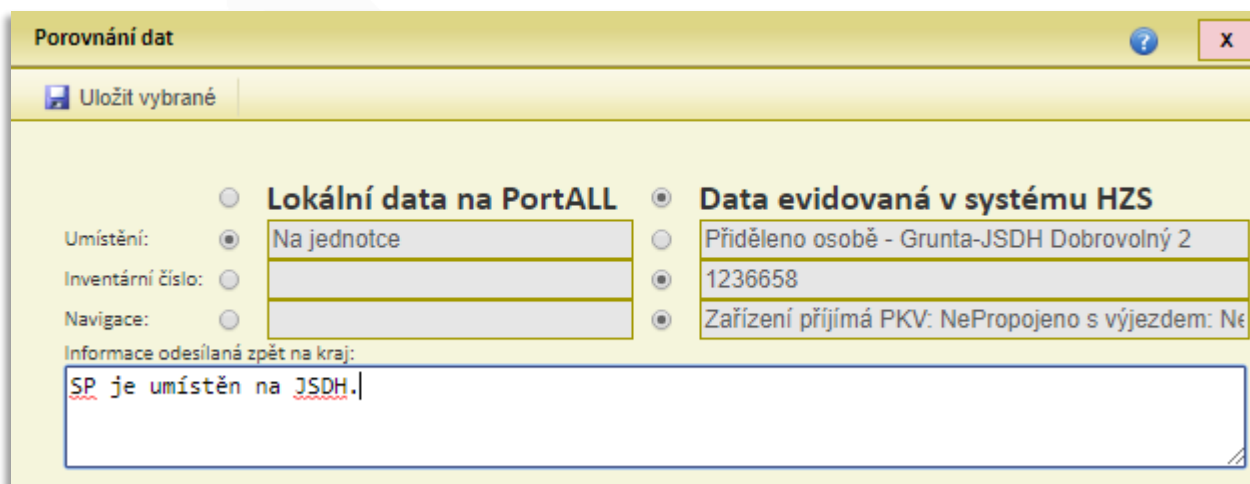 Porovnání dat
X
Uložit vybrané
Lokální data na PortALL Data evidovaná v systému HZS
Umístění: Na jednotce Přiděleno osobě - Grunta-JSDH Dobrovolný 2
Inventární číslo: 1236658
Navigace: Zařízení příjímá PKV: NePropojeno s výjezdem: Ne
Informace odesílaná zpět na kraj:
SP je umístěn na JSDH.